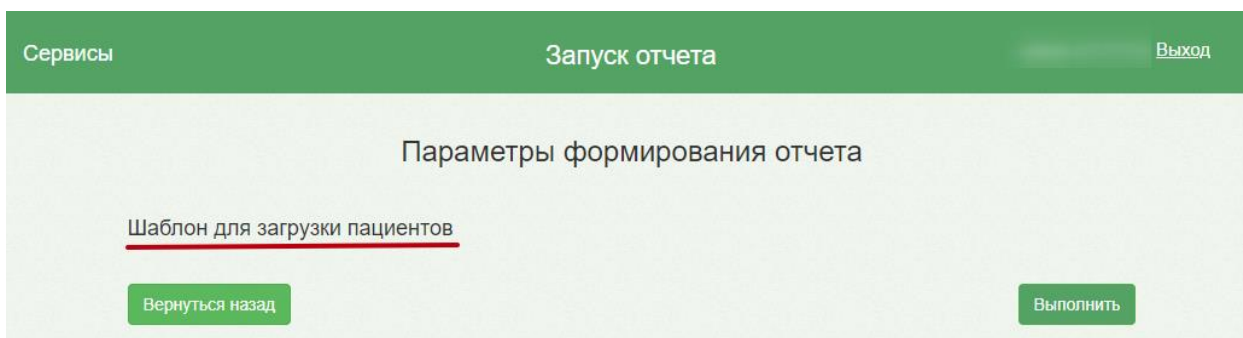 Сервисы Запуск отчета Выход
Параметры формирования отчета
Шаблон для загрузки пациентов
Вернуться назад Выполнить